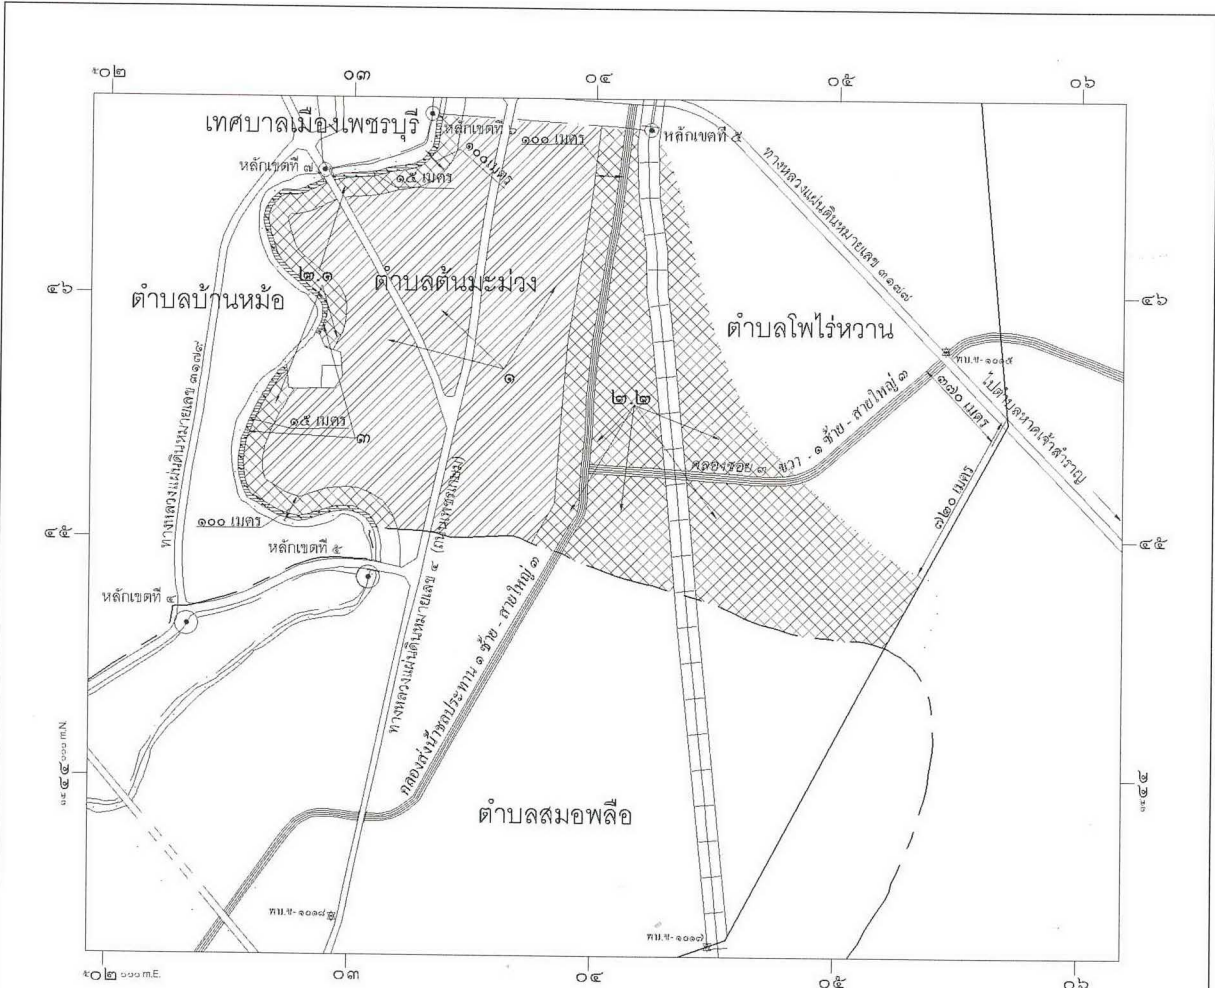 ๕๐๒
๐๓
๐๔
๐๕
๐๖
เทศบาลเมืองเพชรบุรี
หลักเขตที่ ๖
๑๐๐ เมตร
หลักเขตที่ ๕
๑๐๐ เมตร
หลักเขตที่ ๗
๑๕ เมตร
ทางหลวงแผ่นดินหมายเลข ๓๑๗๗
๒.๑
ตำบลต้นมะม่วง
๔๖
๔๖
ตำบลบ้านหม้อ
ตำบลโพไร่หวาน
พบ.ช-๑๐๑๕
ทางหลวงแผ่นดินหมายเลข ๓๑๗๙
๑
๒.๒
๓๗๐ เมตร
ไปตำบลหาดเจ้าสำราญ
๑๕ เมตร
๓
คลองซอย ๓ ขวา - ๑ ซ้าย - สายใหญ่ ๓
๗๒๐ เมตร
๑๐๐ เมตร
๔๕
๔๕
หลักเขตที่ ๕
หลักเขตที่
ทางหลวงแผ่นดินหมายเลข ๔ (ถนนเพชรเกษม)
คลองส่งน้ำชลประทาน ๑ ซ้าย - สายใหญ่ ๓
๑๔๔๔ ๐๐๐ ม.N
๑๔๔๔
ตำบลสมอพลือ
พบ.ช-๑๐๑๘
พบ.ช-๑๐๑๗
๕๐๒ ๐๐๐ m.E.
๐๓
๐๔
๐๕
๐๖